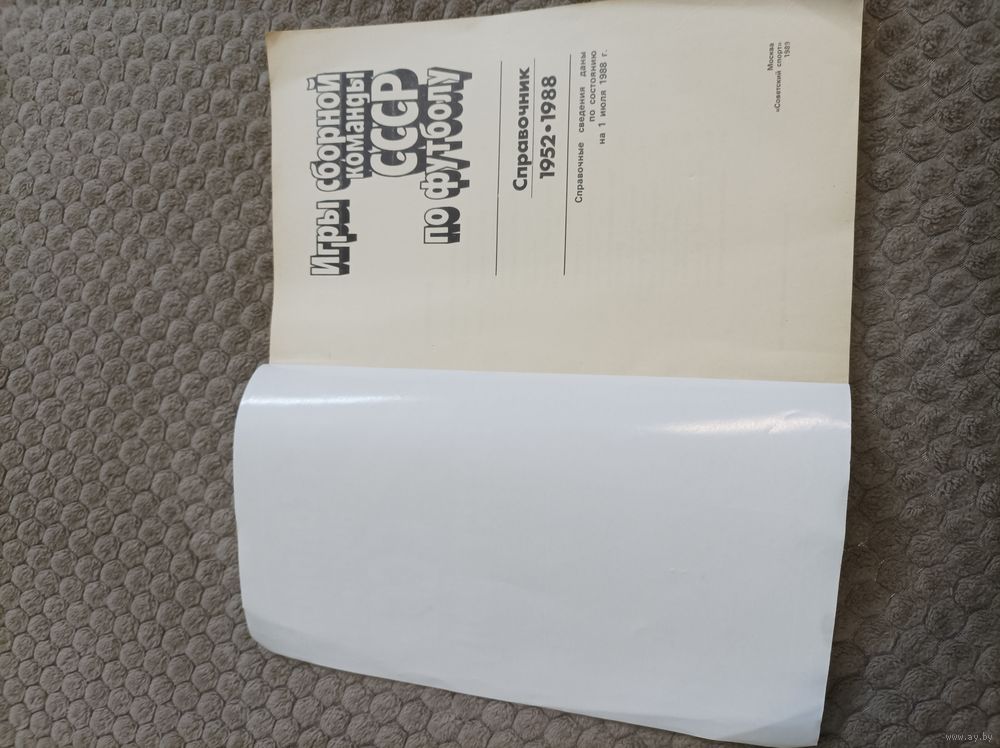 Игры сборной
команды
СССР
по футболу
Справочник
1952•1988
Справочные сведения даны
по состоянию
на 1 июля 1988 г.
Москва
«Советский спорт»
1989
www.ay.by